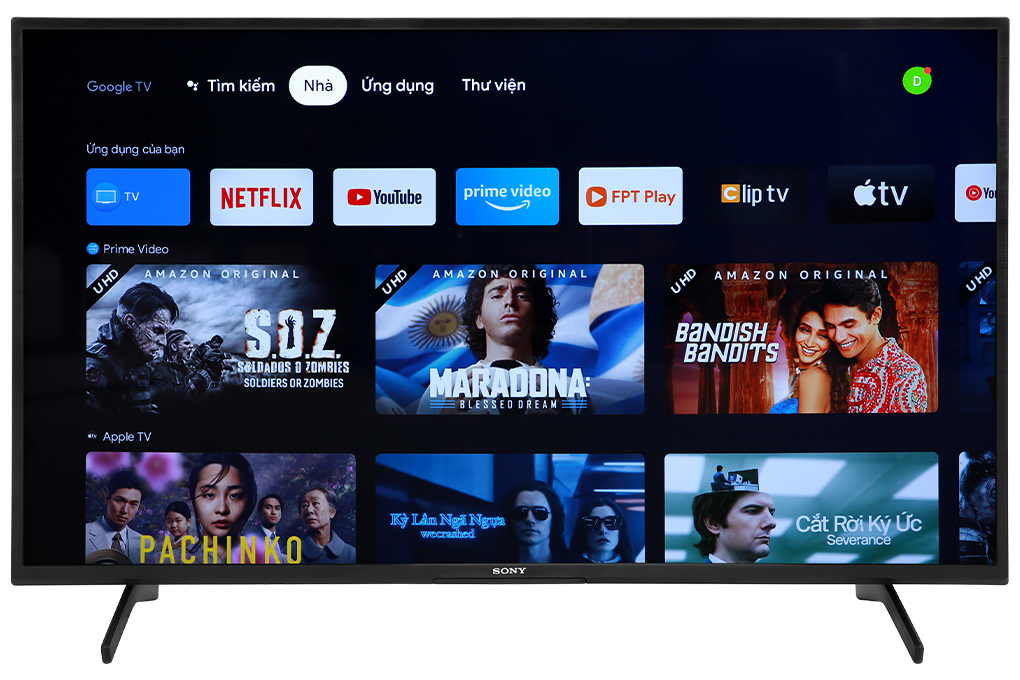 Google TV
Tìm kiếm
Nhà
Ứng dụng
Thư viện
D
Ứng dụng của bạn
TV
NETFLIX
YouTube
prime video
FPT Play
Clip tv
tv
Prime Video
UHD
AMAZON ORIGINAL
S.O.Z.
SOLDADOS O ZOMBIES
SOLDIERS OR ZOMBIES
UHD
AMAZON ORIGINAL
MARADONA:
BLESSED DREAM
UHD
AMAZON ORIGINAL
BANDISH
BANDITS
UHD
Apple TV
PACHINKO
Kỳ Lân Ngã Ngựa
wecrashed
Cắt Rời Ký Ức
Severance
SONY